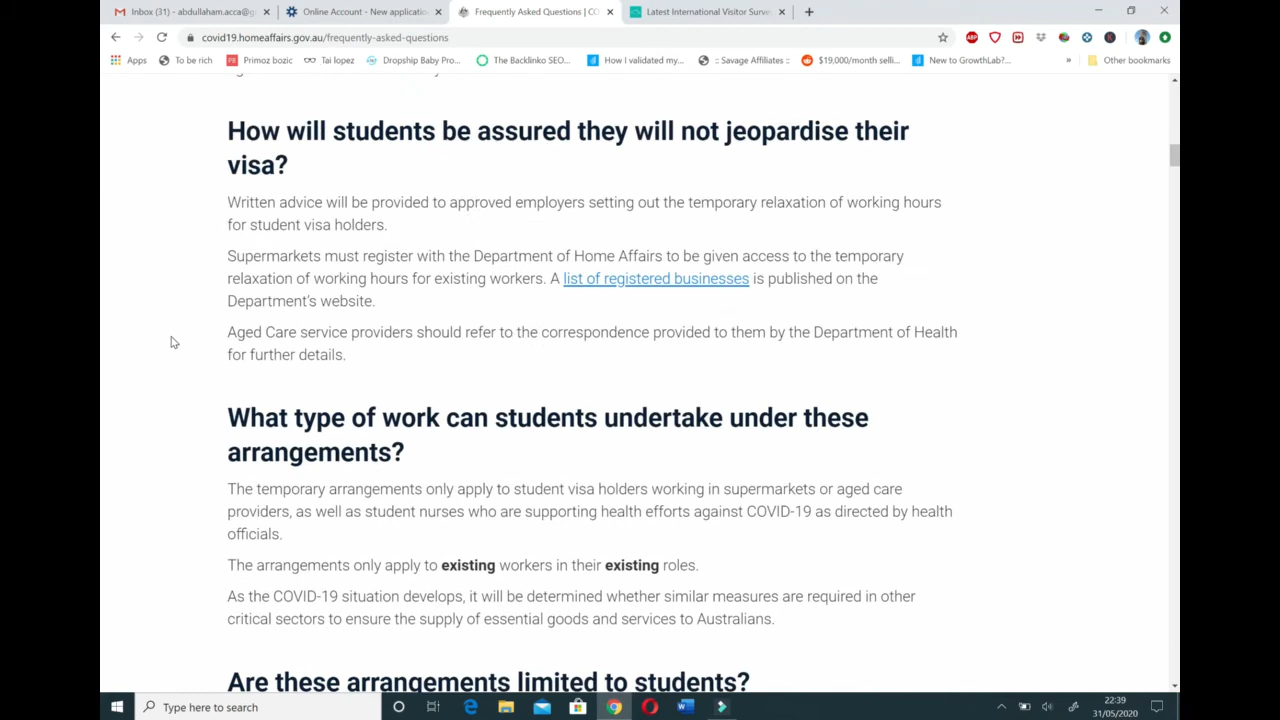 Inbox (31) - abdullaham.acca@g
Online Account - New applicatio
Frequently Asked Questions | CO
Latest International Visitor Surve
covid19.homeaffairs.gov.au/frequently-asked-questions
Apps
To be rich
Primoz bozic
Tai lopez
Dropship Baby Pro...
The Backlinko SEO...
How I validated my...
:: Savage Affiliates ::
$19,000/month selli...
New to GrowthLab?...
»
Other bookmarks
How will students be assured they will not jeopardise their
visa?
Written advice will be provided to approved employers setting out the temporary relaxation of working hours
for student visa holders.
Supermarkets must register with the Department of Home Affairs to be given access to the temporary
relaxation of working hours for existing workers. A list of registered businesses is published on the
Department's website.
Aged Care service providers should refer to the correspondence provided to them by the Department of Health
for further details.
What type of work can students undertake under these
arrangements?
The temporary arrangements only apply to student visa holders working in supermarkets or aged care
providers, as well as student nurses who are supporting health efforts against COVID-19 as directed by health
officials.
The arrangements only apply to existing workers in their existing roles.
As the COVID-19 situation develops, it will be determined whether similar measures are required in other
critical sectors to ensure the supply of essential goods and services to Australians.
Are these arrangements limited to students?
Type here to search
22:39
31/05/2020